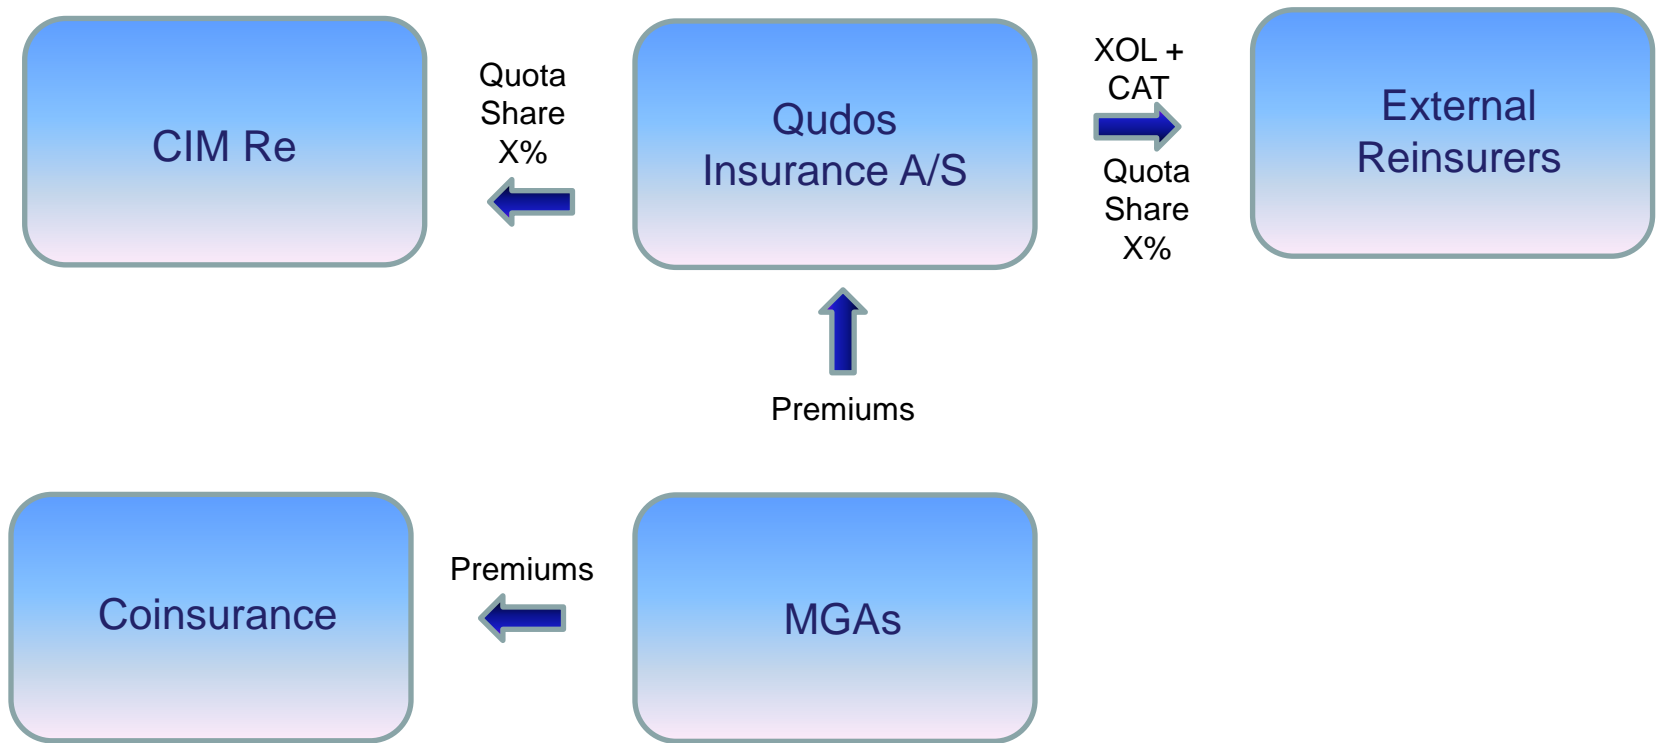 CIM Re
Quota
Share
X%
Qudos
Insurance A/S
XOL +
CAT
Quota
Share
X%
External
Reinsurers
Premiums
Coinsurance
Premiums
MGAs